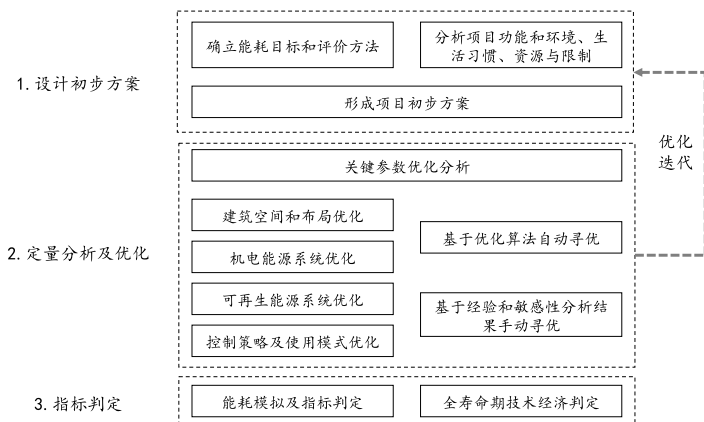 1.设计初步方案
确立能耗目标和评价方法
分析项目功能和环境、生
活习惯、资源与限制
形成项目初步方案
优化
迭代
2.定量分析及优化
关键参数优化分析
建筑空间和布局优化
机电能源系统优化
可再生能源系统优化
控制策略及使用模式优化
基于优化算法自动寻优
基于经验和敏感性分析结
果手动寻优
3.指标判定
能耗模拟及指标判定
全寿命期技术经济判定